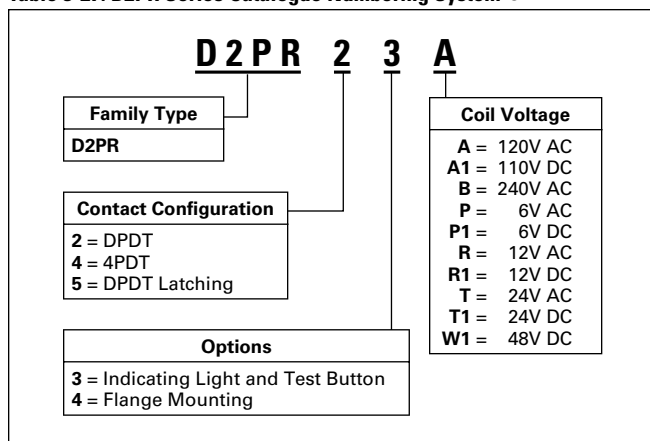 D2PR 2 3 A
Family Type
D2PR
Contact Configuration
2 = DPDT
4 = 4PDT
5 = DPDT Latching
Options
3 = Indicating Light and Test Button
4 = Flange Mounting
Coil Voltage
A = 120V AC
A1 = 110V DC
B = 240V AC
P = 6V AC
P1 = 6V DC
R = 12V AC
R1 = 12V DC
T = 24V AC
T1 = 24V DC
W1 = 48V DC